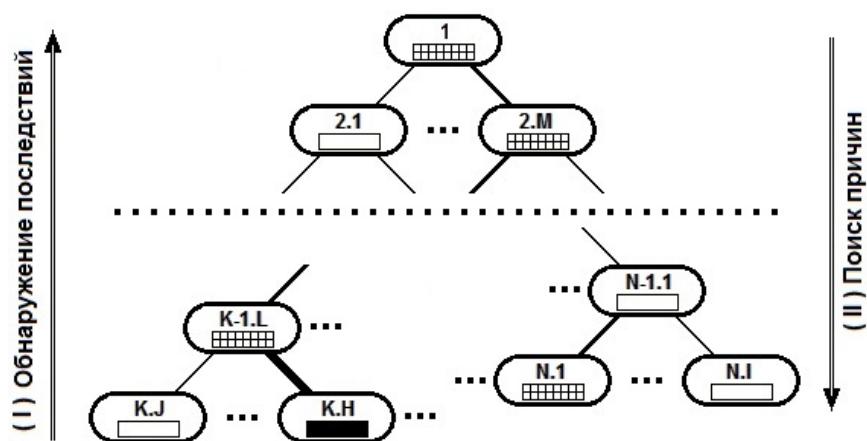 ( I ) Обнаружение последствий
1
2.1
2.M
( II ) Поиск причин
N-1.1
K-1.L
N.1
N.I
K.J
K.H